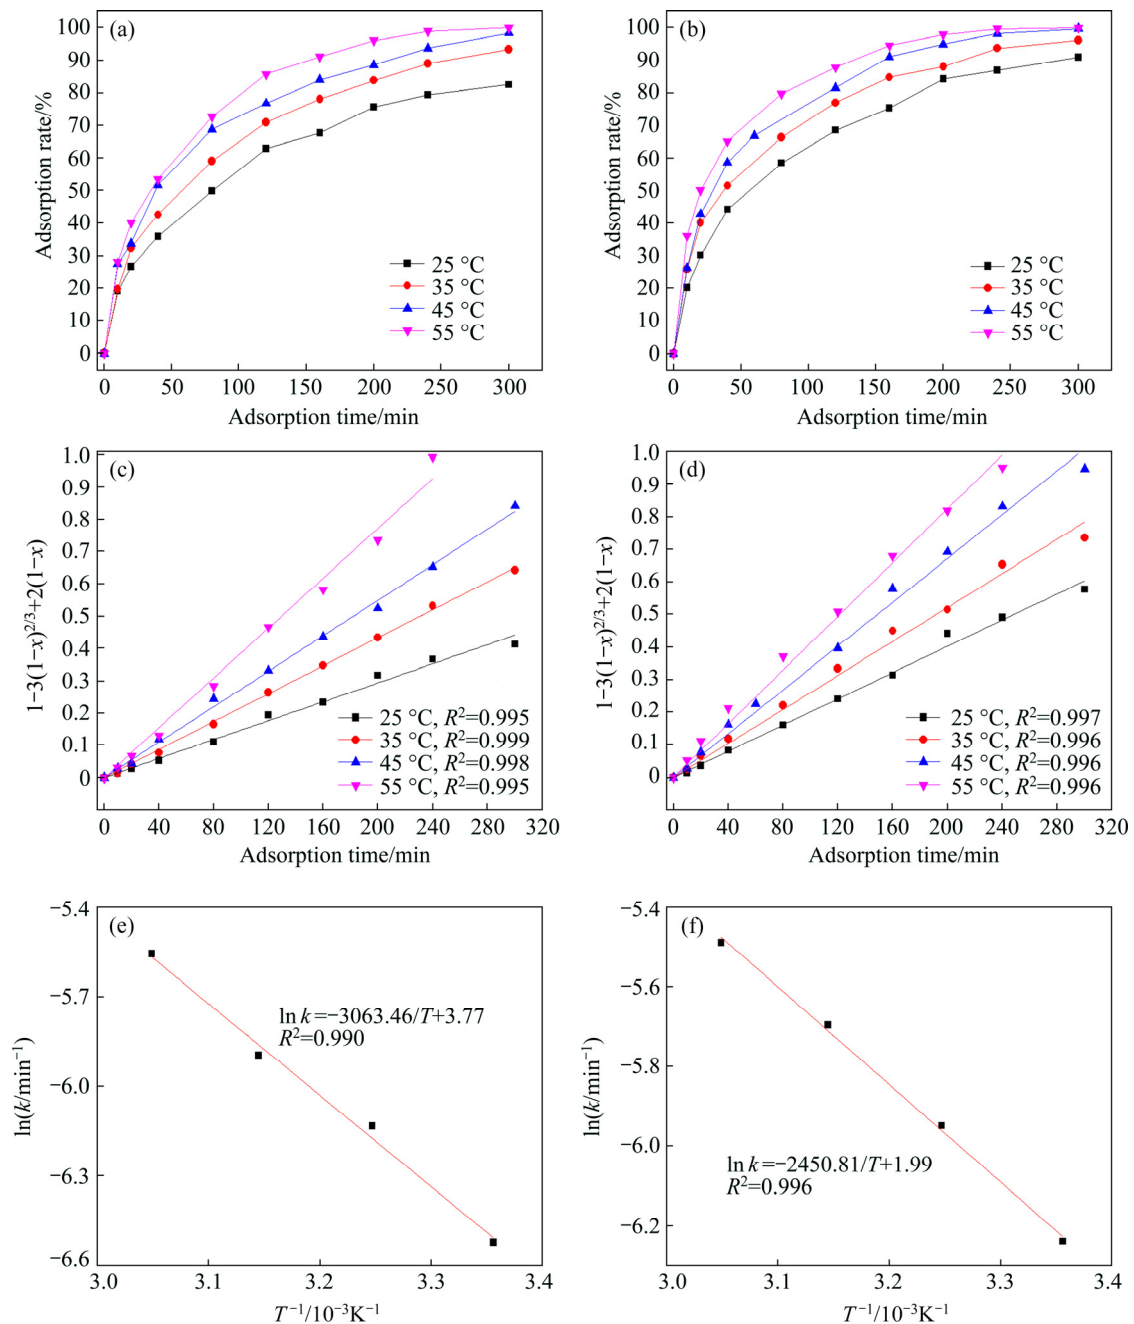 (a)
100
90
80
70
60
50
40
30
20
10
0
Adsorption rate/%
25 °C
35 °C
45 °C
55 °C
0 50 100 150 200 250 300
Adsorption time/min
(b)
100
90
80
70
60
50
40
30
20
10
0
Adsorption rate/%
25 °C
35 °C
45 °C
55 °C
0 50 100 150 200 250 300
Adsorption time/min
(c)
1.0
0.9
0.8
0.7
0.6
0.5
0.4
0.3
0.2
0.1
0
1−3(1−x)^{2/3}+2(1−x)
25 °C, R²=0.995
35 °C, R²=0.999
45 °C, R²=0.998
55 °C, R²=0.995
0 40 80 120 160 200 240 280 320
Adsorption time/min
(d)
1.0
0.9
0.8
0.7
0.6
0.5
0.4
0.3
0.2
0.1
0
1−3(1−x)^{2/3}+2(1−x)
25 °C, R²=0.997
35 °C, R²=0.996
45 °C, R²=0.996
55 °C, R²=0.996
0 40 80 120 160 200 240 280 320
Adsorption time/min
(e)
−5.4
−5.7
−6.0
−6.3
−6.6
ln(k/min⁻¹)
ln k=−3063.46/T+3.77
R²=0.990
3.0 3.1 3.2 3.3 3.4
T⁻¹/10⁻³K⁻¹
(f)
−5.4
−5.6
−5.8
−6.0
−6.2
ln(k/min⁻¹)
ln k=−2450.81/T+1.99
R²=0.996
3.0 3.1 3.2 3.3 3.4
T⁻¹/10⁻³K⁻¹